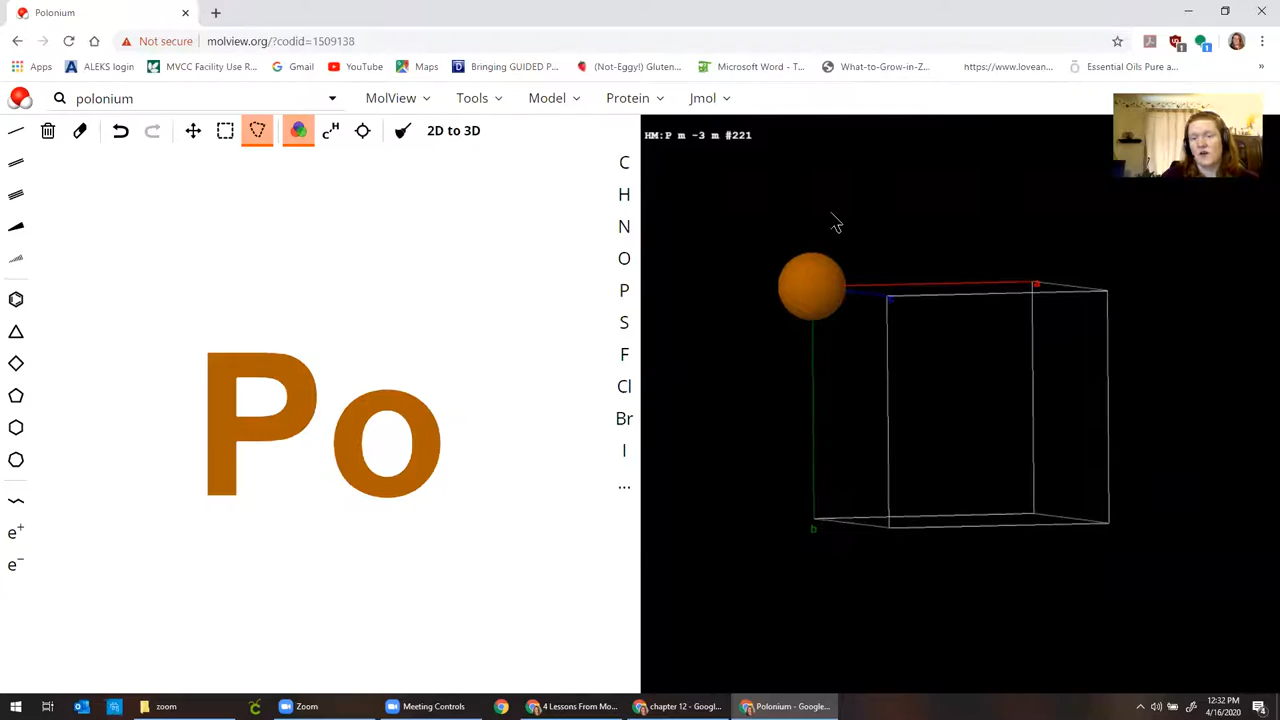 Polonium
Not secure
molview.org/?codid=1509138
1
1
Apps
ALEKS login
MVCC Facility Use R...
Gmail
YouTube
Maps
Bringing GUIDED P...
(Not-Eggy!) Gluten...
Microsoft Word - T...
What-to-Grow-in-Z...
https://www.lovean...
Essential Oils Pure a...
»
polonium
MolView
Tools
Model
Protein
Jmol
C H
2D to 3D
HM:P m -3 m #221
C
H
N
O
P
S
F
Cl
Br
I
...
e+
e−
Po
a
b
zoom
Zoom
Meeting Controls
4 Lessons From Mo...
chapter 12 - Googl...
Polonium - Google...
12:32 PM
4/16/2020